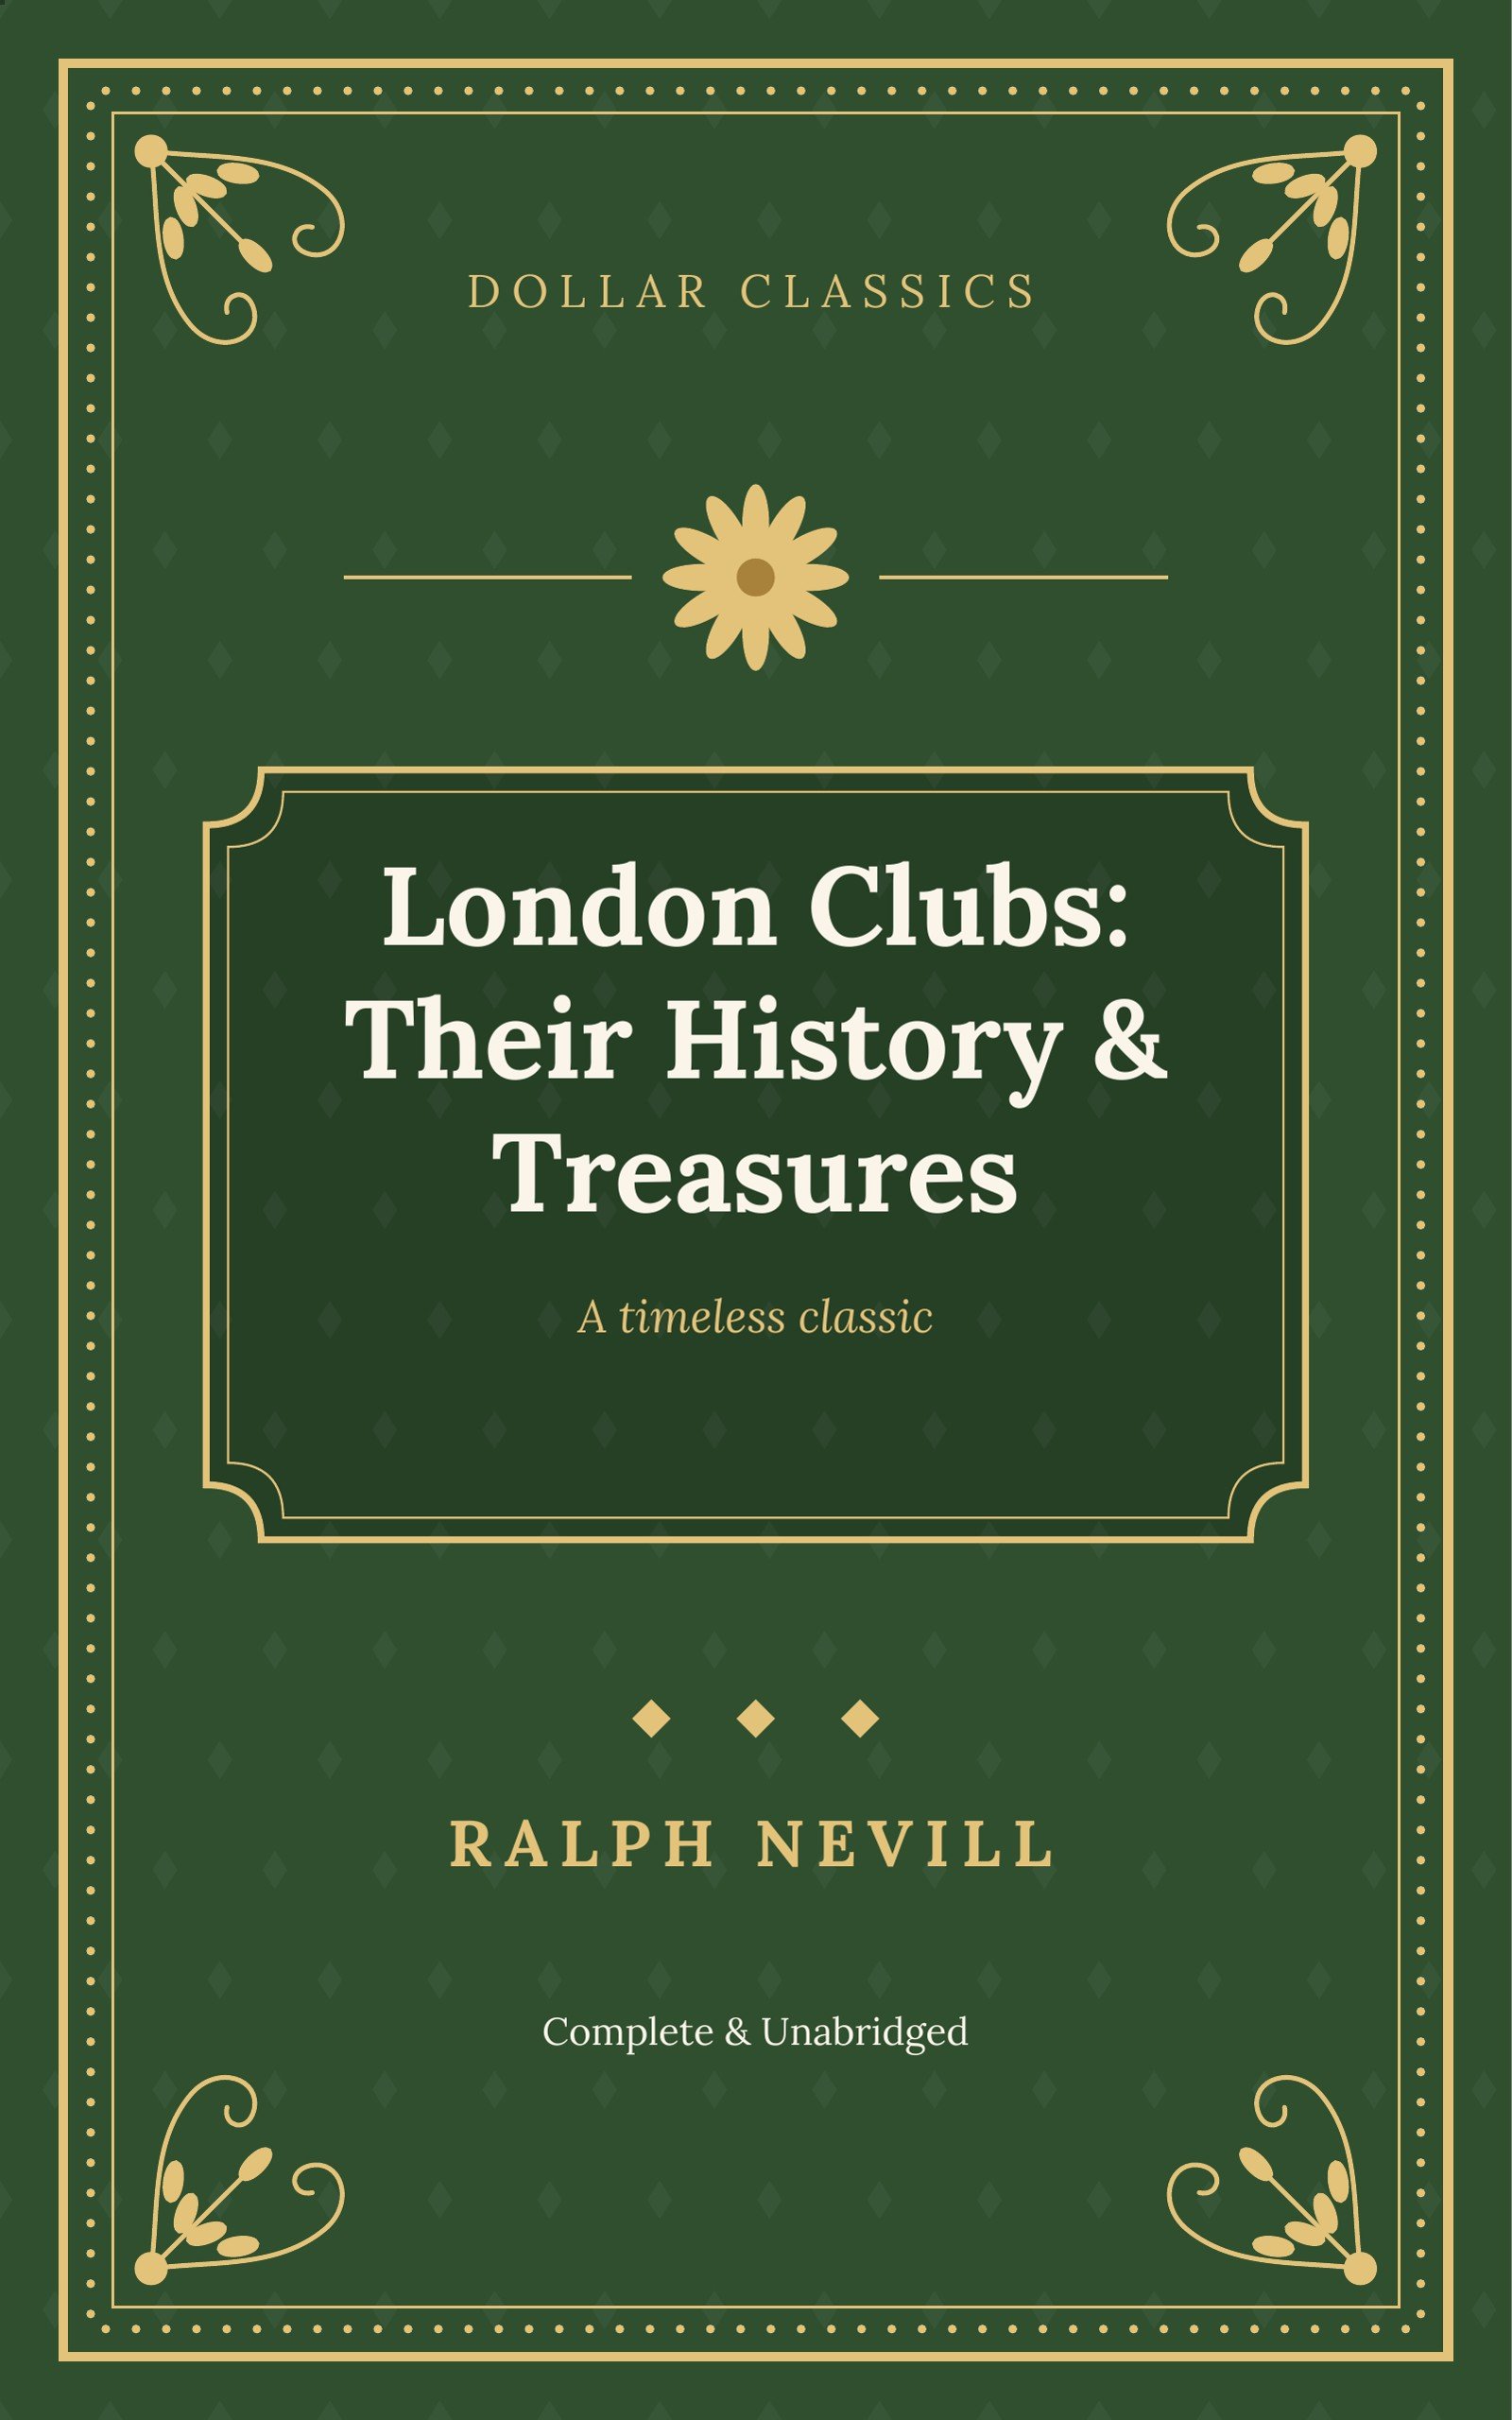 DOLLAR CLASSICS
London Clubs:
Their History &
Treasures
A timeless classic
RALPH NEVILL
Complete & Unabridged